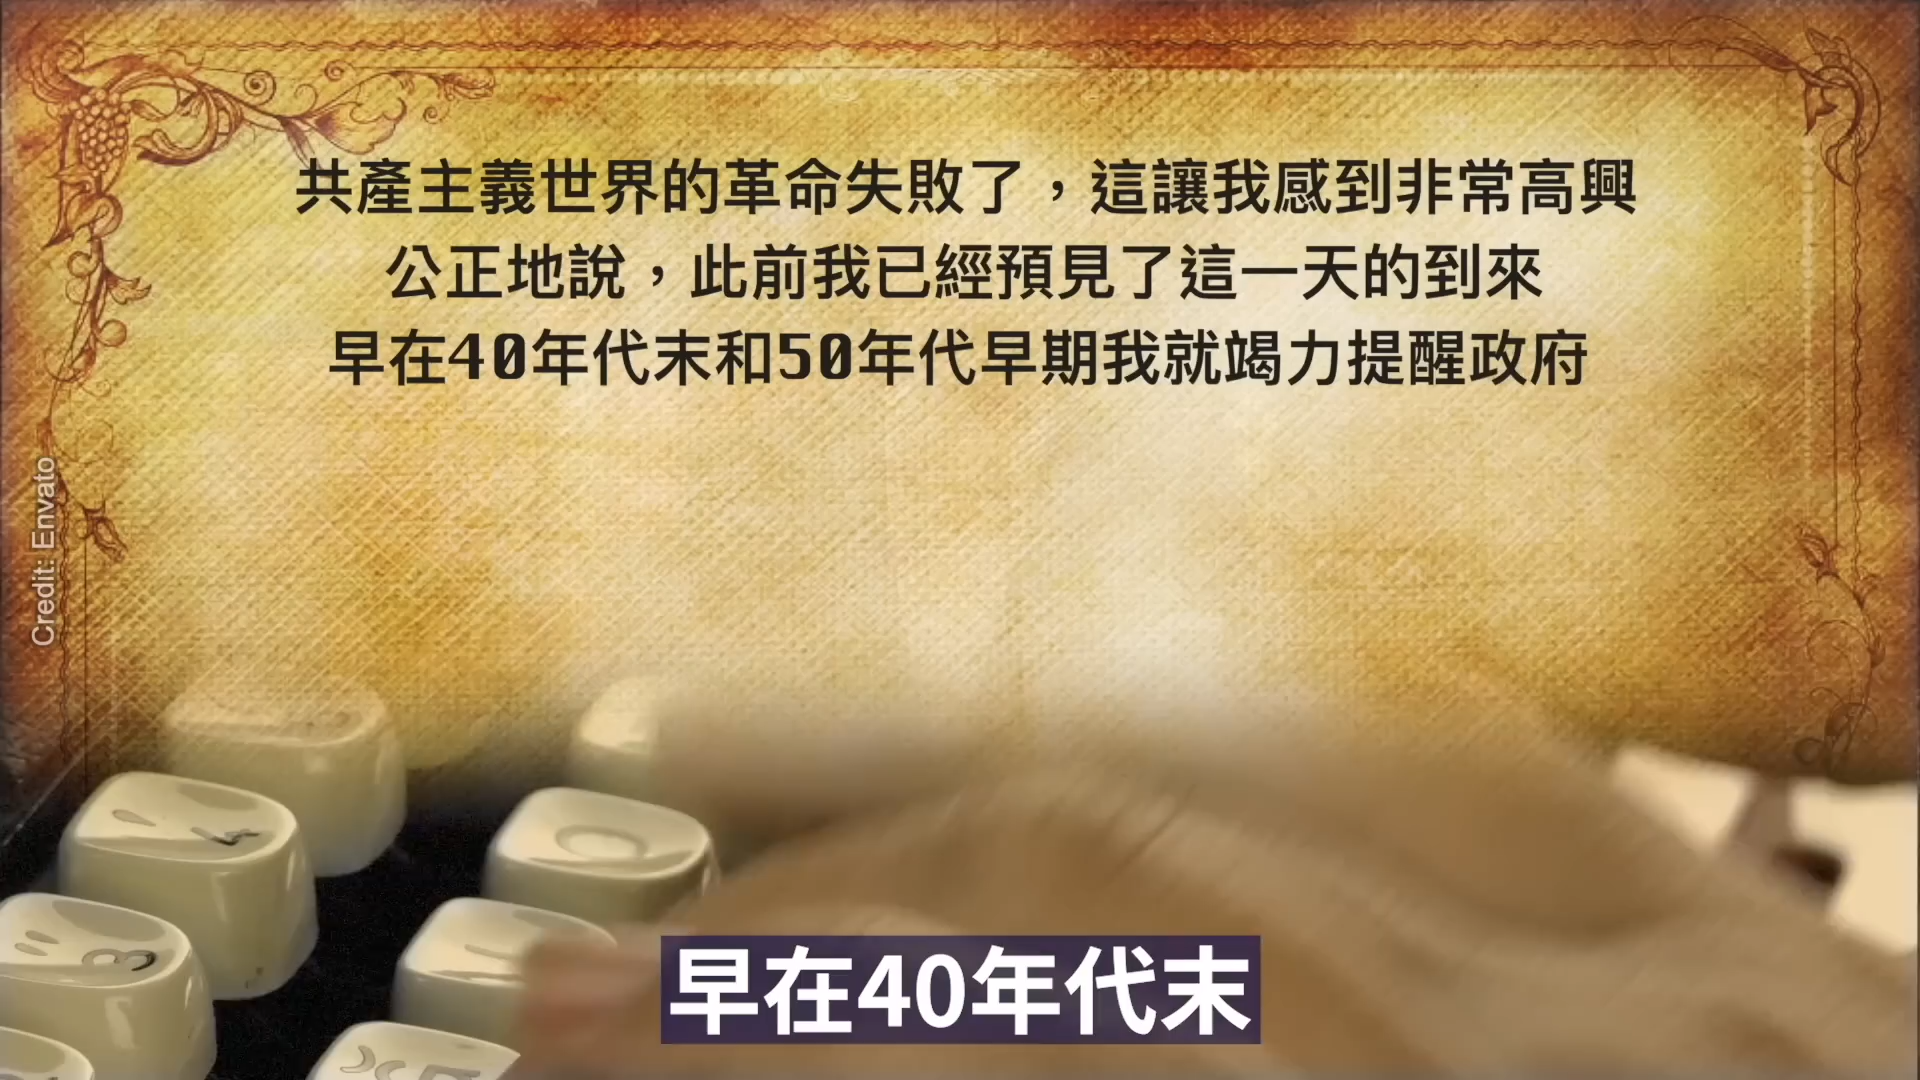 共產主義世界的革命失敗了，這讓我感到非常高興
公正地說，此前我已經預見了這一天的到來
早在40年代末和50年代早期我就竭力提醒政府
Credit: Envato
早在40年代末